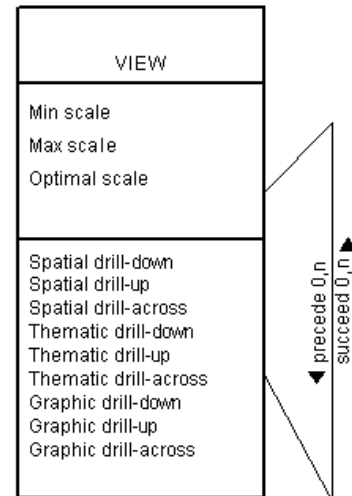 VIEW
Min scale
Max scale
Optimal scale
Spatial drill-down
Spatial drill-up
Spatial drill-across
Thematic drill-down
Thematic drill-up
Thematic drill-across
Graphic drill-down
Graphic drill-up
Graphic drill-across
◀ precede 0,n
succeed 0,n ▶